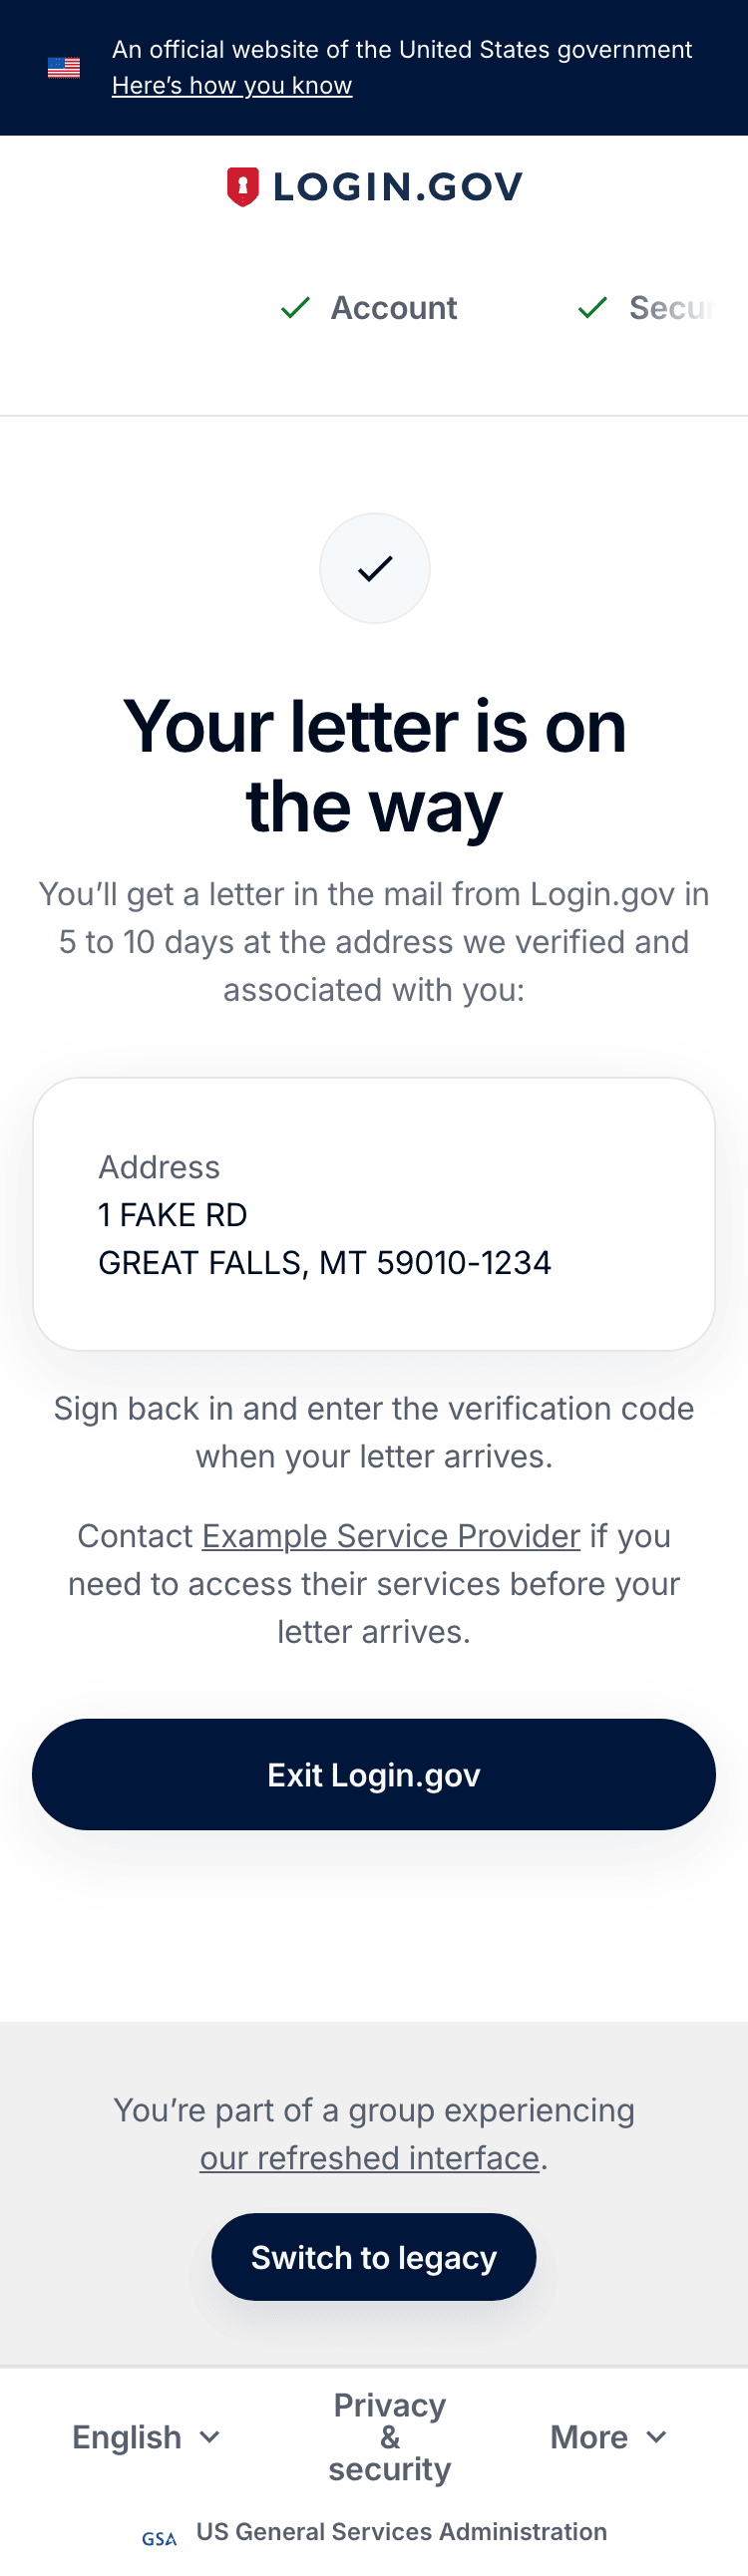 An official website of the United States government
Here’s how you know
LOGIN.GOV
Account
Secur
Your letter is on
the way
You’ll get a letter in the mail from Login.gov in
5 to 10 days at the address we verified and
associated with you:
Address
1 FAKE RD
GREAT FALLS, MT 59010-1234
Sign back in and enter the verification code
when your letter arrives.
Contact Example Service Provider if you
need to access their services before your
letter arrives.
Exit Login.gov
You’re part of a group experiencing
our refreshed interface.
Switch to legacy
English
Privacy
&
security
More
GSA US General Services Administration